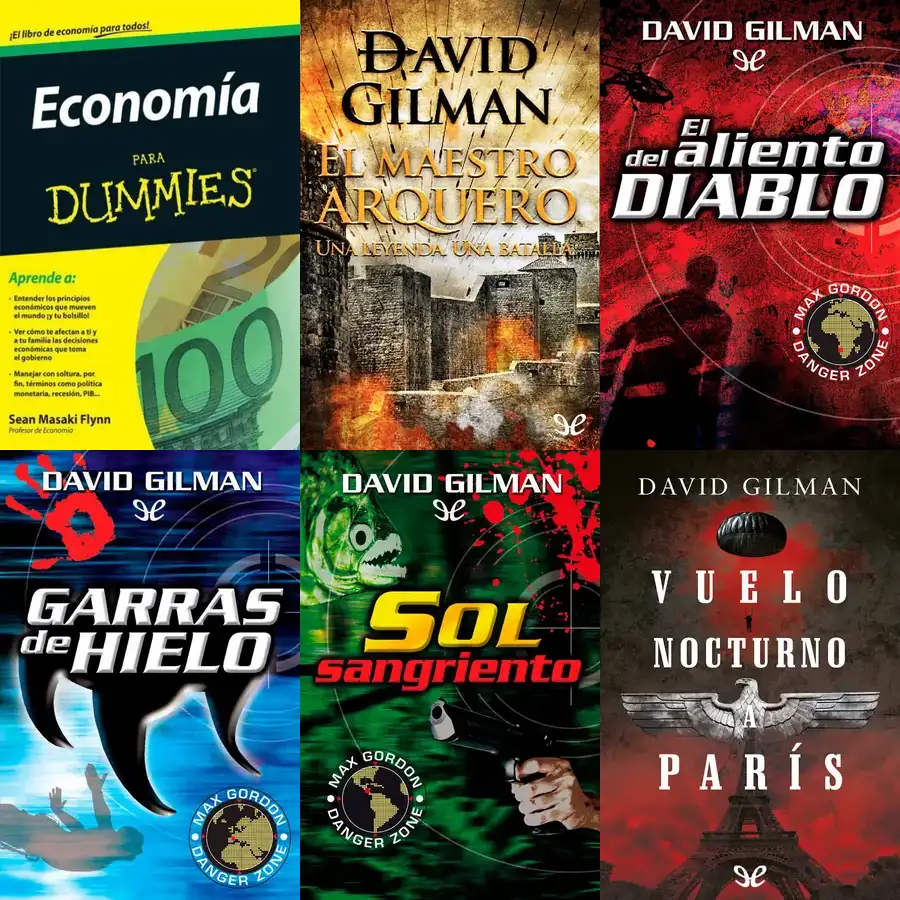 ¡El libro de economía para todos!
Economía
PARA
DUMMIES
Aprende a:
• Entender los principios
económicos que mueven
el mundo ¡y tu bolsillo!
• Ver cómo te afectan a ti y
a tu familia las decisiones
económicas que toma
el gobierno
• Manejar con soltura, por
fin, términos como política
monetaria, recesión, PIB...
Sean Masaki Flynn
Profesor de Economía
100
DAVID
GILMAN
EL MAESTRO
ARQUERO
UNA LEYENDA. UNA BATALLA.
DAVID GILMAN
El aliento
del
DIABLO
MAX GORDON
DANGER ZONE
DAVID GILMAN
GARRAS
de HIELO
MAX GORDON
DANGER ZONE
DAVID GILMAN
SOL
sangriento
MAX GORDON
DANGER ZONE
DAVID GILMAN
VUELO
NOCTURNO
A
PARÍS